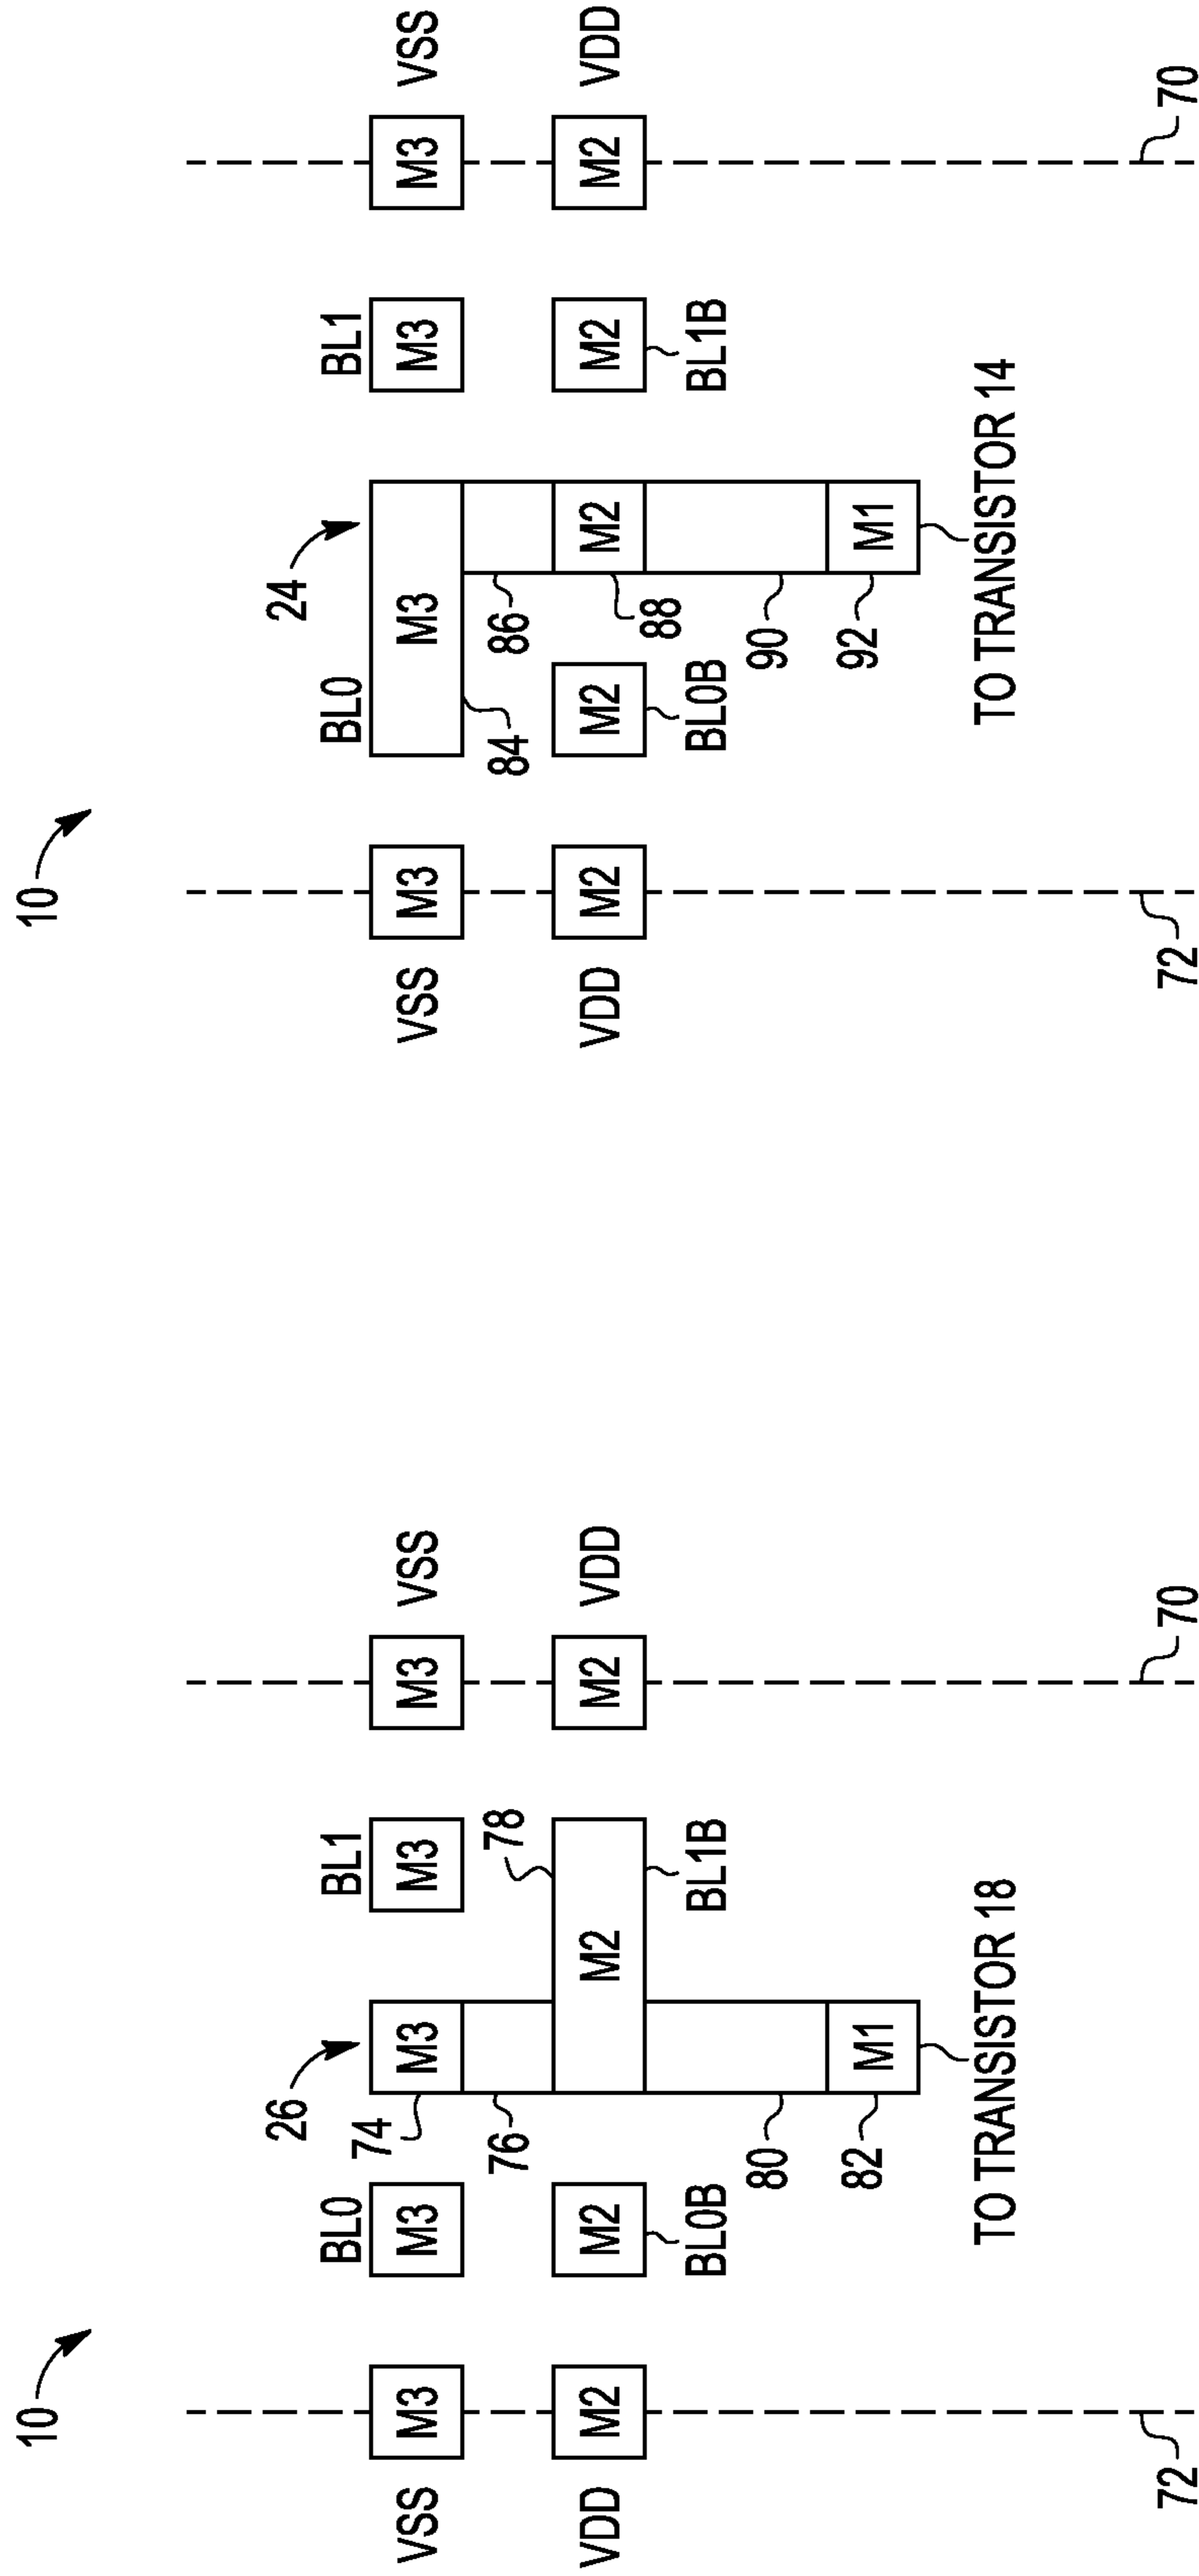 10
26
BL0
BL1
74
VSS
M3
M3
M3
M3
M3
VSS
76
78
VDD
M2
M2
M2
M2
VDD
BL0B
BL1B
80
82
M1
TO TRANSISTOR 18
72
70
10
24
BL0
BL1
VSS
M3
M3
M3
M3
VSS
84
86
VDD
M2
M2
M2
M2
M2
VDD
88
BL0B
BL1B
90
92
M1
TO TRANSISTOR 14
72
70